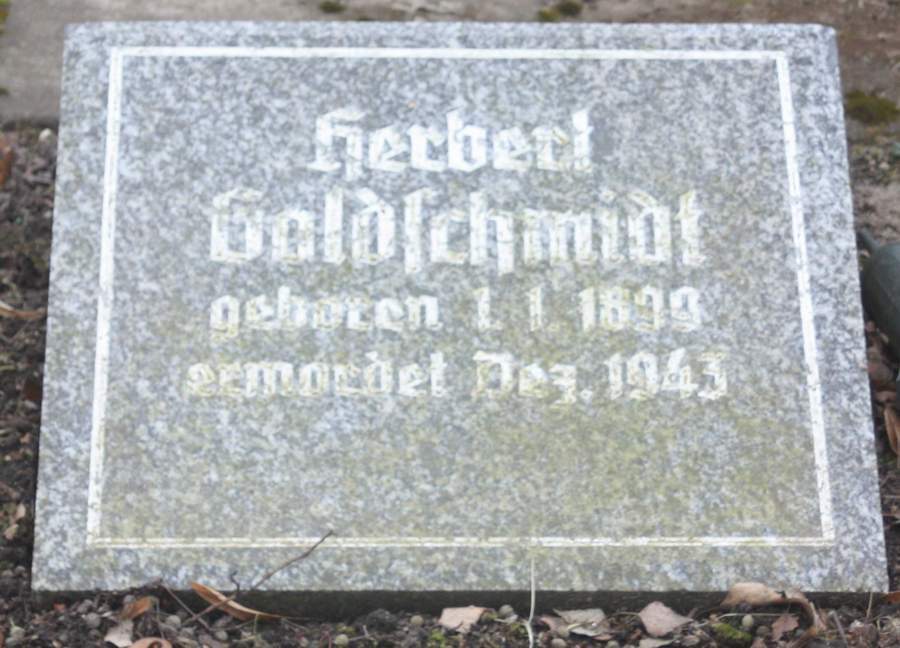 Herbert
Goldschmidt
geboren 1. 1. 1899
ermordet Dez. 1943